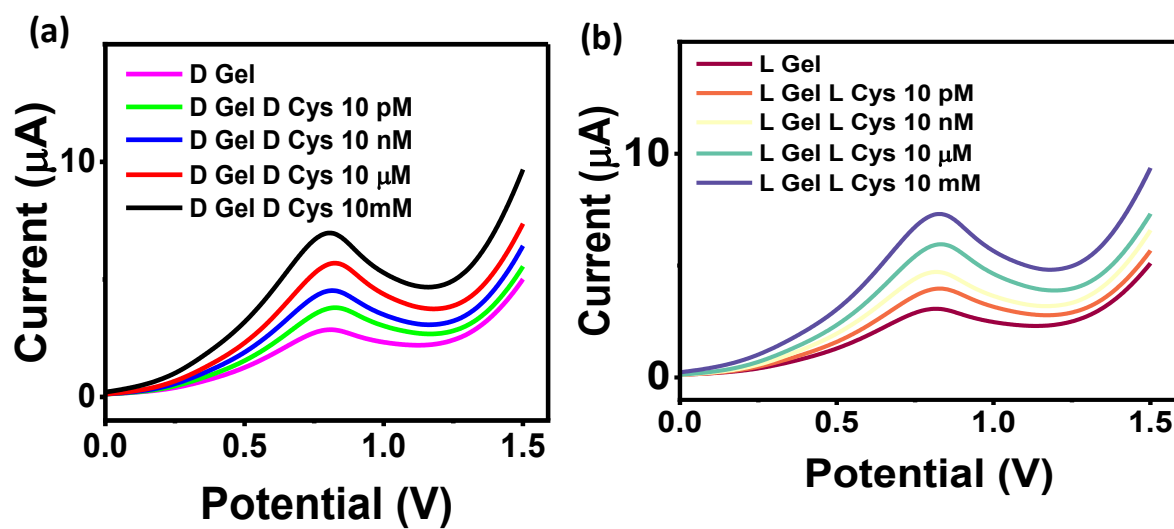 (a)
D Gel
D Gel D Cys 10 pM
D Gel D Cys 10 nM
D Gel D Cys 10 μM
D Gel D Cys 10mM
Current (μA)
10
0
0.0 0.5 1.0 1.5
Potential (V)
(b)
L Gel
L Gel L Cys 10 pM
L Gel L Cys 10 nM
L Gel L Cys 10 μM
L Gel L Cys 10 mM
Current (μA)
10
0
0.0 0.5 1.0 1.5
Potential (V)